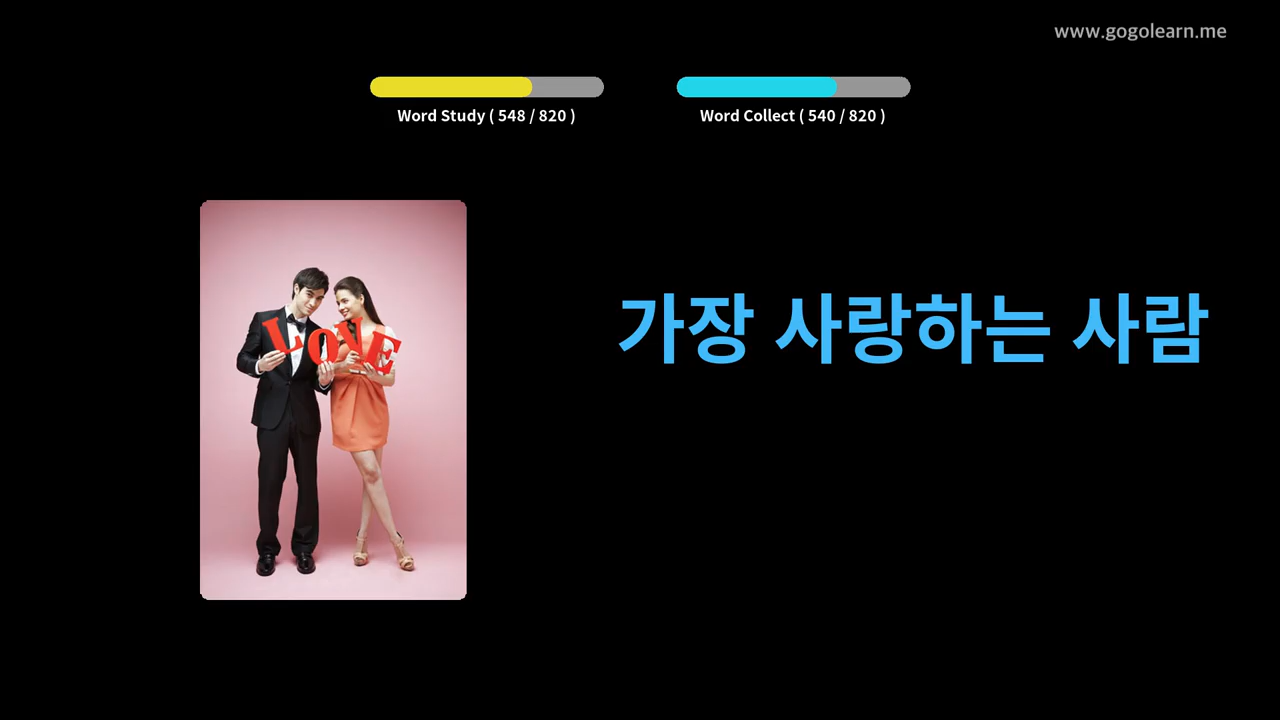 www.gogolearn.me
Word Study ( 548 / 820 )
Word Collect ( 540 / 820 )
LOVE
가장 사랑하는 사람